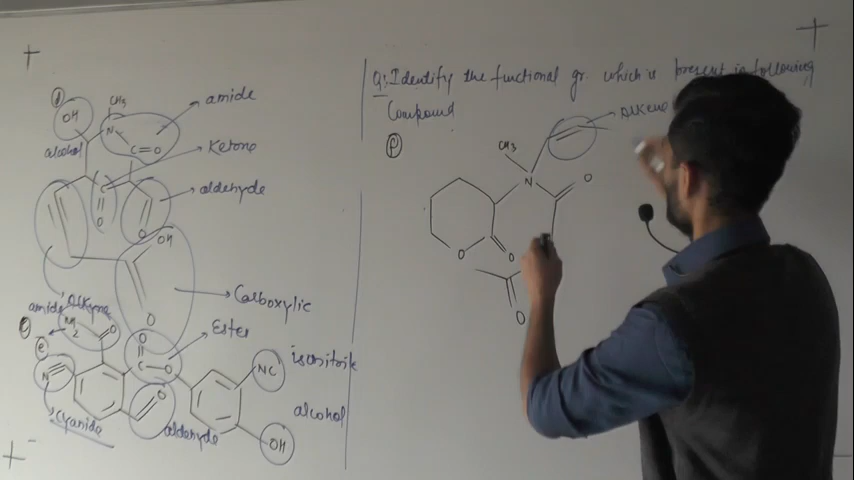 OH
CH3
N
amide
alcohol
C=O
Ketone
C
O
O
aldehyde
OH
O
Carboxylic
amide
Alkyne
NH2
O
O
Ester
C
O
isonitrile
NC
N
O
alcohol
Cyanide
aldehyde
OH
Q: Identify the functional gr. which is present in following
Compound
Alkene
CH3
N
O
O
O
O